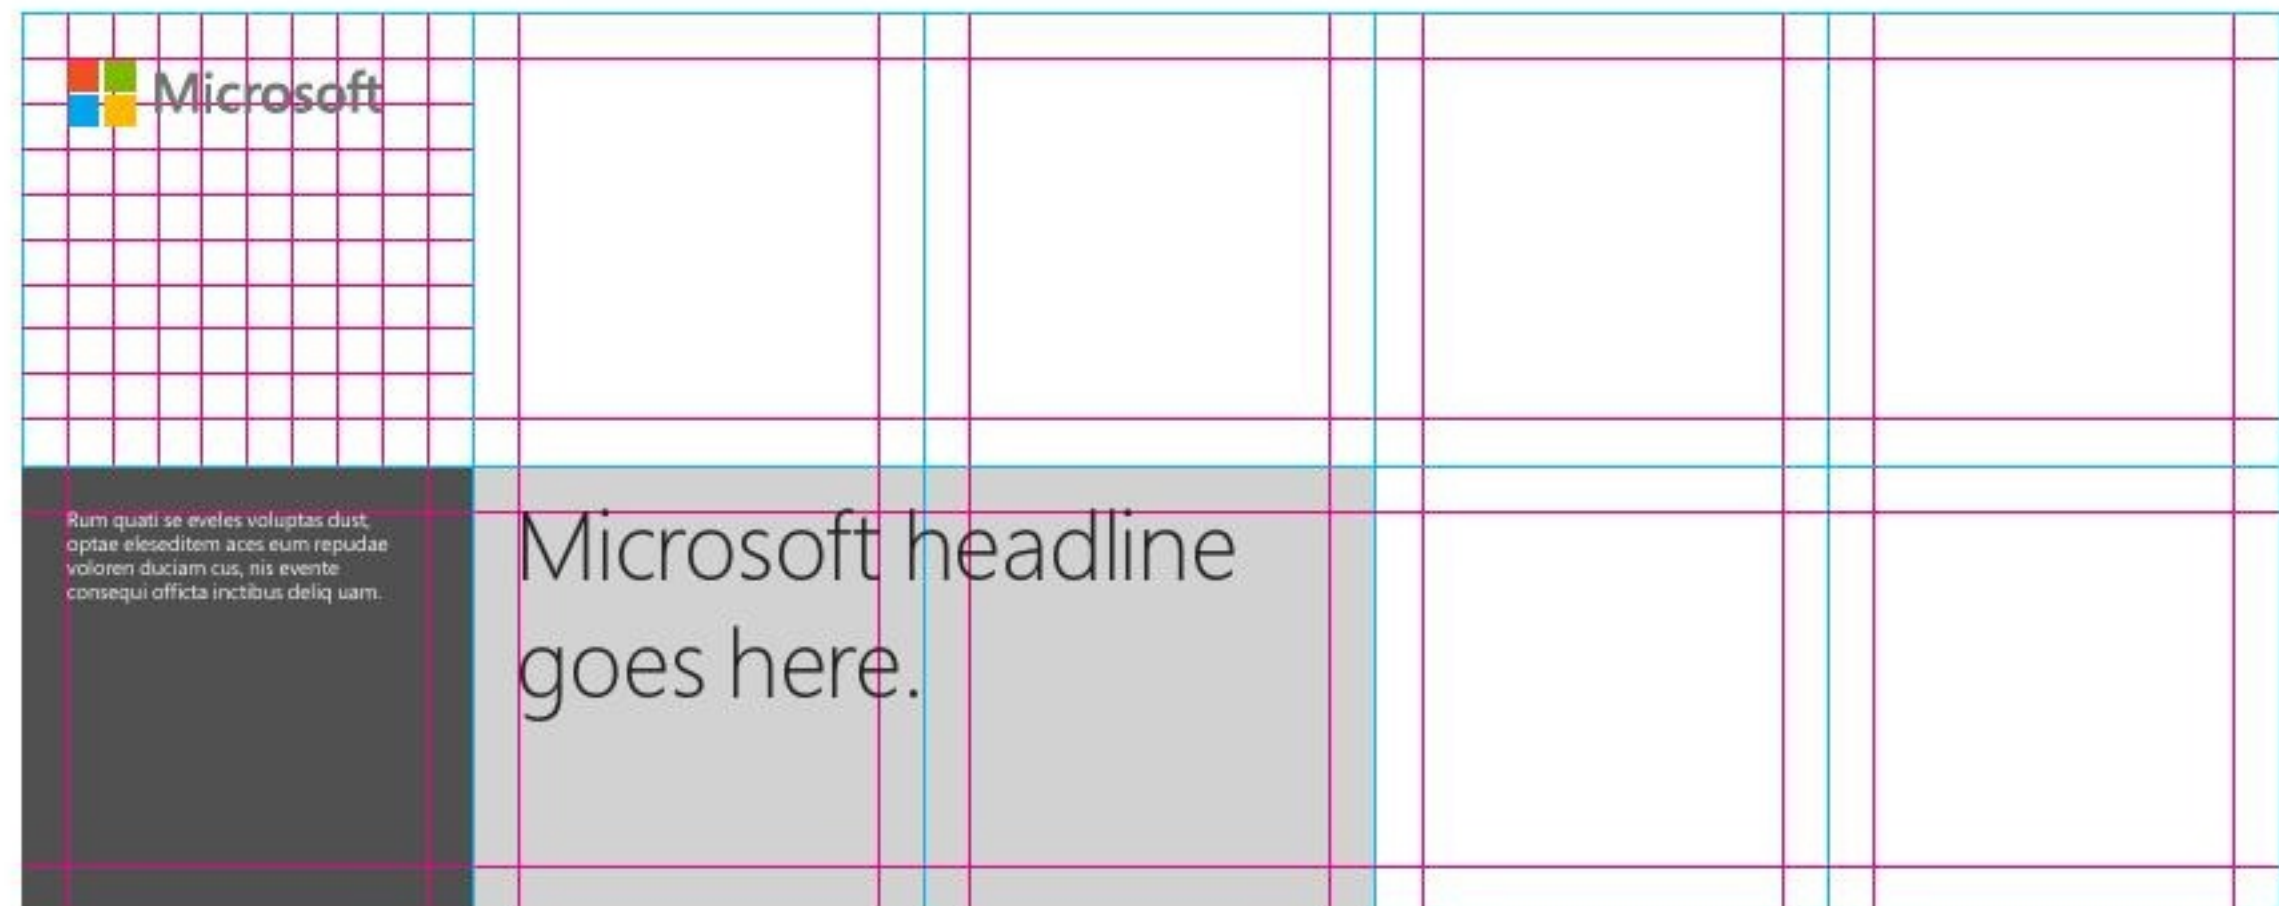 Microsoft
Rum quati se eveles voluptas dust,
optae eleseditem aces eum repudae
voloren duciam cus, nis evente
consequi officta inctibus deliq uam.
Microsoft headline
goes here.